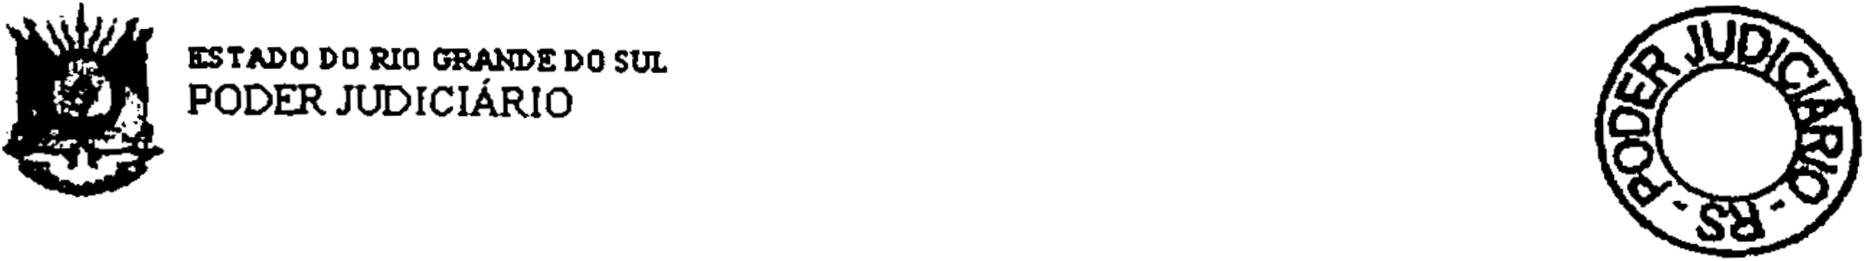 ESTADO DO RIO GRANDE DO SUL
PODER JUDICIÁRIO
PODER JUDICIÁRIO - RS -